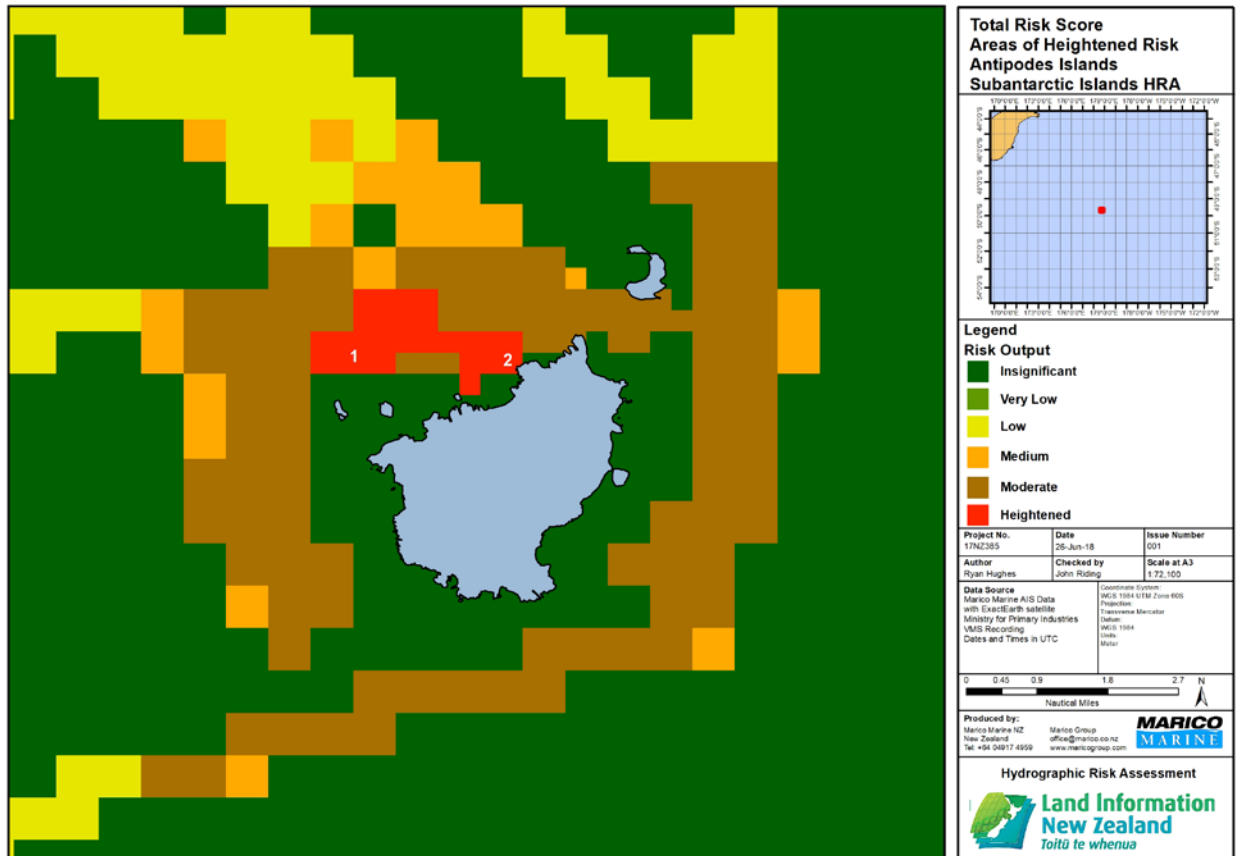 Total Risk Score
Areas of Heightened Risk
Antipodes Islands
Subantarctic Islands HRA
Legend
Risk Output
Insignificant
Very Low
Low
Medium
Moderate
Heightened
1
2
Project No.
17NZ385
Date
26-Jun-18
Issue Number
001
Author
Ryan Hughes
Checked by
John Riding
Scale at A3
1:72,100
Data Source
Marico Marine AIS Data
with ExactEarth satellite
Ministry for Primary Industries
VMS Recording
Dates and Times in UTC
Coordinate System:
WGS 1984 UTM Zone 60S
Projection:
Transverse Mercator
Datum:
WGS 1984
Units:
Meter
0 0.45 0.9 1.8 2.7
N
Nautical Miles
Produced by:
Marico Marine NZ
New Zealand
Tel: +64 04917 4959
Marico Group
office@marico.co.nz
www.maricogroup.com
MARICO
MARINE
Hydrographic Risk Assessment
Land Information
New Zealand
Toitū te whenua